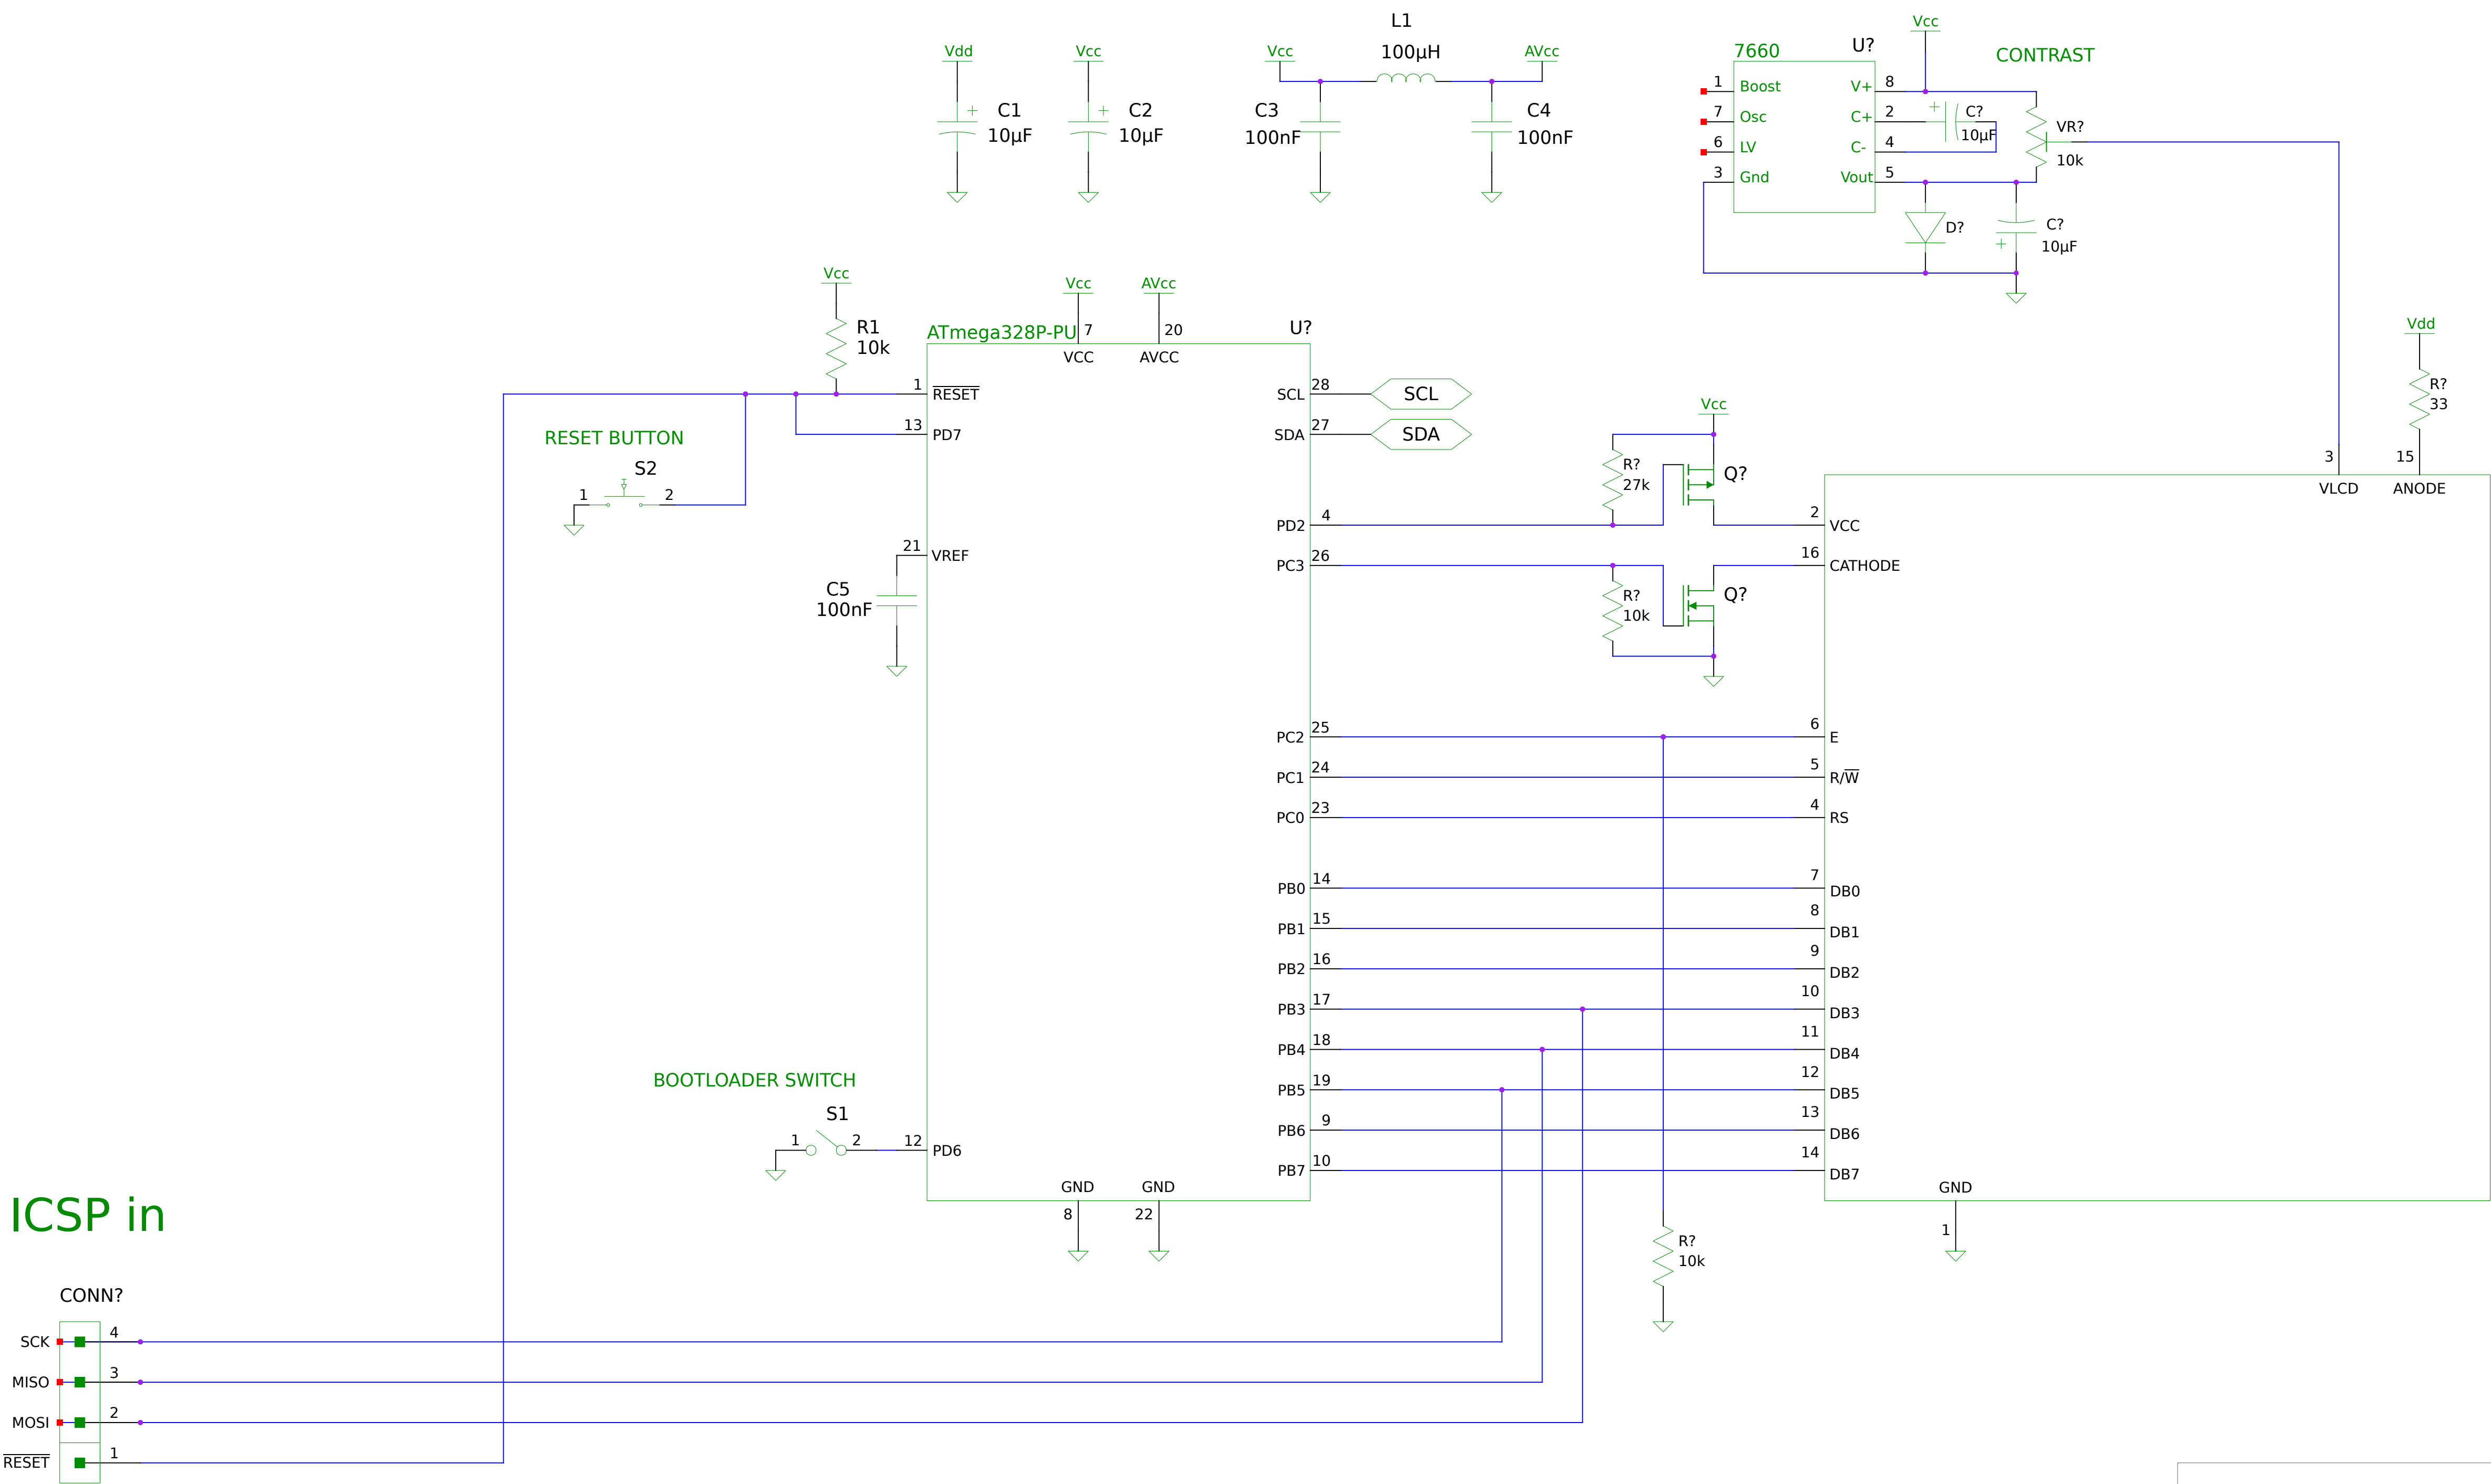 L1
100µH
Vdd
C1
10µF
Vcc
C2
10µF
Vcc
AVcc
C3
100nF
C4
100nF
7660
U?
Vcc
CONTRAST
1 Boost
7 Osc
6 LV
3 Gnd
V+ 8
C+ 2
C- 4
Vout 5
C?
10µF
VR?
10k
D?
C?
10µF
Vcc
R1
10k
Vcc
AVcc
ATmega328P-PU
U?
7
VCC
20
AVCC
1 RESET
13 PD7
RESET BUTTON
S2
1 2
21 VREF
C5
100nF
BOOTLOADER SWITCH
S1
1 2
12 PD6
GND
8
GND
22
SCL 28
SCL
SDA 27
SDA
PD2 4
PC3 26
PC2 25
PC1 24
PC0 23
PB0 14
PB1 15
PB2 16
PB3 17
PB4 18
PB5 19
PB6 9
PB7 10
Vcc
R?
27k
Q?
R?
10k
Q?
R?
10k
Vdd
R?
33
3
VLCD
15
ANODE
2 VCC
16 CATHODE
6 E
5 R/W
4 RS
7 DB0
8 DB1
9 DB2
10 DB3
11 DB4
12 DB5
13 DB6
14 DB7
GND
1
ICSP in
CONN?
SCK 4
MISO 3
MOSI 2
RESET 1